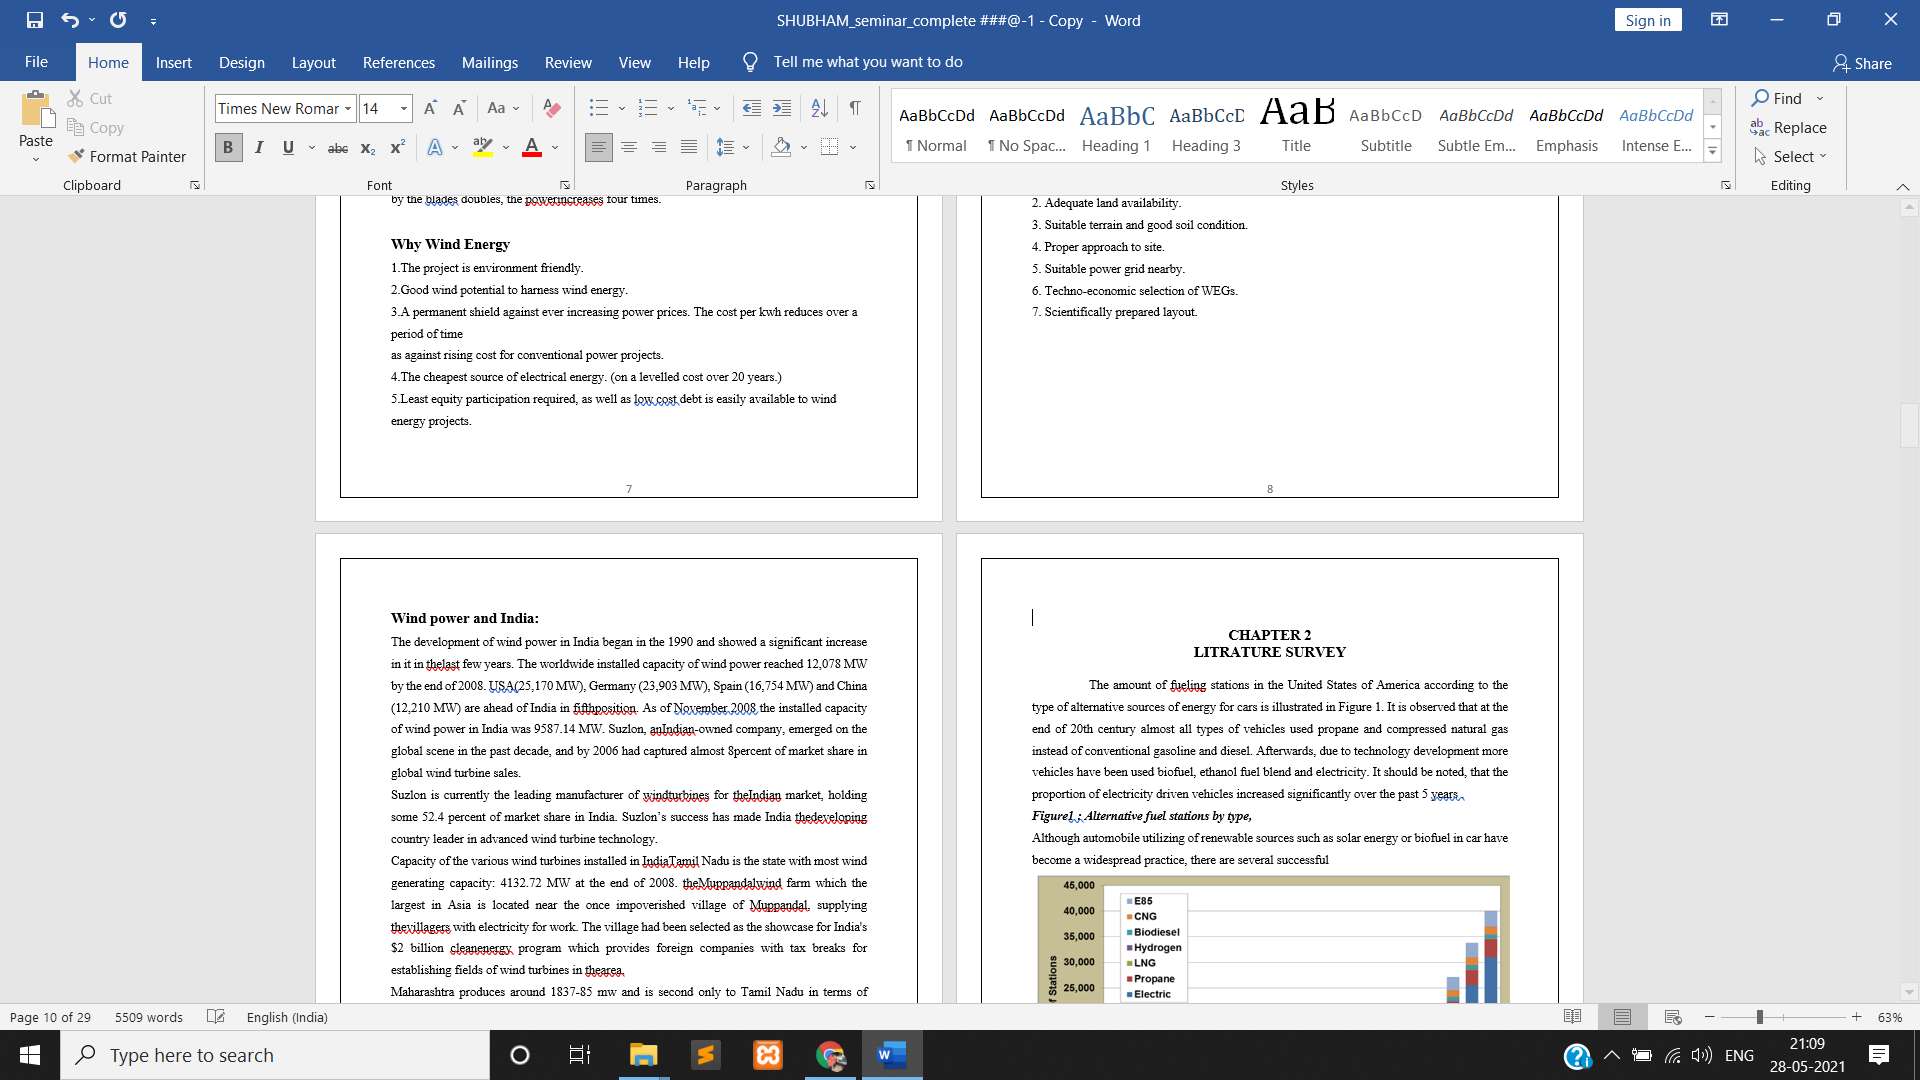 SHUBHAM_seminar_complete ###@-1 - Copy - Word
Sign in
File
Home
Insert
Design
Layout
References
Mailings
Review
View
Help
Tell me what you want to do
Share
Paste
Cut
Copy
Format Painter
Clipboard
Times New Romar
14
Font
Paragraph
AaBbCcDd
¶ Normal
AaBbCcDd
¶ No Spac...
AaBbC
Heading 1
AaBbCcC
Heading 3
AaB
Title
AaBbCcD
Subtitle
AaBbCcDd
Subtle Em...
AaBbCcDd
Emphasis
AaBbCcDd
Intense E...
Styles
Find
Replace
Select
Editing
by the blades doubles, the powerincreases four times.
Why Wind Energy
1.The project is environment friendly.
2.Good wind potential to harness wind energy.
3.A permanent shield against ever increasing power prices. The cost per kwh reduces over a
period of time
as against rising cost for conventional power projects.
4.The cheapest source of electrical energy. (on a levelled cost over 20 years.)
5.Least equity participation required, as well as low cost debt is easily available to wind
energy projects.
7
2. Adequate land availability.
3. Suitable terrain and good soil condition.
4. Proper approach to site.
5. Suitable power grid nearby.
6. Techno-economic selection of WEGs.
7. Scientifically prepared layout.
8
Wind power and India:
The development of wind power in India began in the 1990 and showed a significant increase
in it in thelast few years. The worldwide installed capacity of wind power reached 12,078 MW
by the end of 2008. USA(25,170 MW), Germany (23,903 MW), Spain (16,754 MW) and China
(12,210 MW) are ahead of India in fifthposition. As of November 2008 the installed capacity
of wind power in India was 9587.14 MW. Suzlon, anIndian-owned company, emerged on the
global scene in the past decade, and by 2006 had captured almost 8percent of market share in
global wind turbine sales.
Suzlon is currently the leading manufacturer of windturbines for theIndian market, holding
some 52.4 percent of market share in India. Suzlon’s success has made India thedeveloping
country leader in advanced wind turbine technology.
Capacity of the various wind turbines installed in IndiaTamil Nadu is the state with most wind
generating capacity: 4132.72 MW at the end of 2008. theMuppandalwind farm which the
largest in Asia is located near the once impoverished village of Muppandal, supplying
thevillagers with electricity for work. The village had been selected as the showcase for India's
$2 billion cleanenergy program which provides foreign companies with tax breaks for
establishing fields of wind turbines in thearea.
Maharashtra produces around 1837-85 mw and is second only to Tamil Nadu in terms of
CHAPTER 2
LITRATURE SURVEY
The amount of fueling stations in the United States of America according to the
type of alternative sources of energy for cars is illustrated in Figure 1. It is observed that at the
end of 20th century almost all types of vehicles used propane and compressed natural gas
instead of conventional gasoline and diesel. Afterwards, due to technology development more
vehicles have been used biofuel, ethanol fuel blend and electricity. It should be noted, that the
proportion of electricity driven vehicles increased significantly over the past 5 years .
Figure1 : Alternative fuel stations by type,
Although automobile utilizing of renewable sources such as solar energy or biofuel in car have
become a widespread practice, there are several successful
45,000
40,000
35,000
30,000
25,000
f Stations
E85
CNG
Biodiesel
Hydrogen
LNG
Propane
Electric
Page 10 of 29
5509 words
English (India)
63%
Type here to search
ENG
21:09
28-05-2021